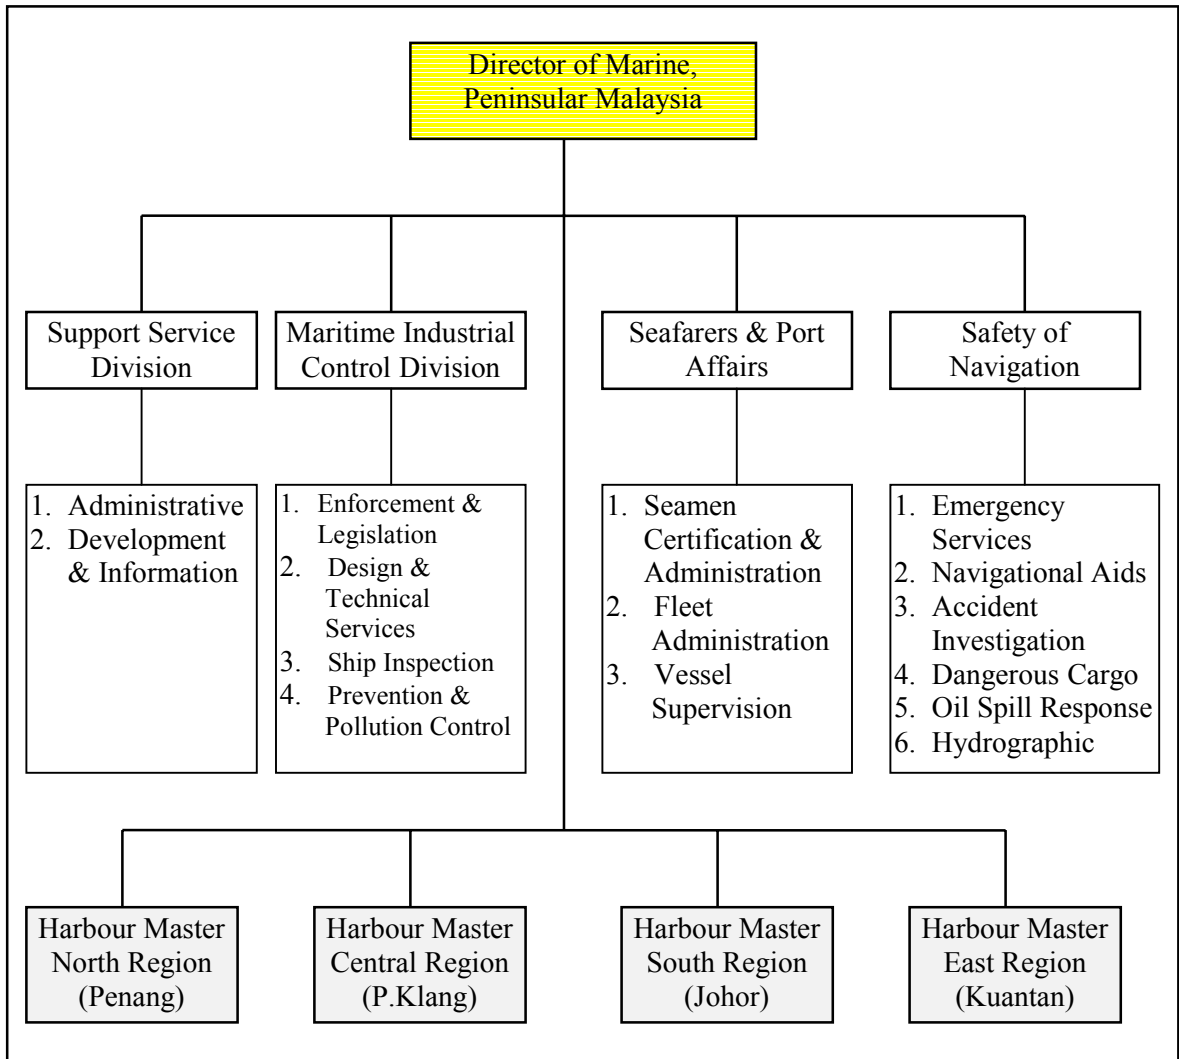 Director of Marine,
Peninsular Malaysia
Support Service
Division
Maritime Industrial
Control Division
Seafarers & Port
Affairs
Safety of
Navigation
1. Administrative
2. Development
& Information
1. Enforcement &
Legislation
2. Design &
Technical
Services
3. Ship Inspection
4. Prevention &
Pollution Control
1. Seamen
Certification &
Administration
2. Fleet
Administration
3. Vessel
Supervision
1. Emergency
Services
2. Navigational Aids
3. Accident
Investigation
4. Dangerous Cargo
5. Oil Spill Response
6. Hydrographic
Harbour Master
North Region
(Penang)
Harbour Master
Central Region
(P.Klang)
Harbour Master
South Region
(Johor)
Harbour Master
East Region
(Kuantan)